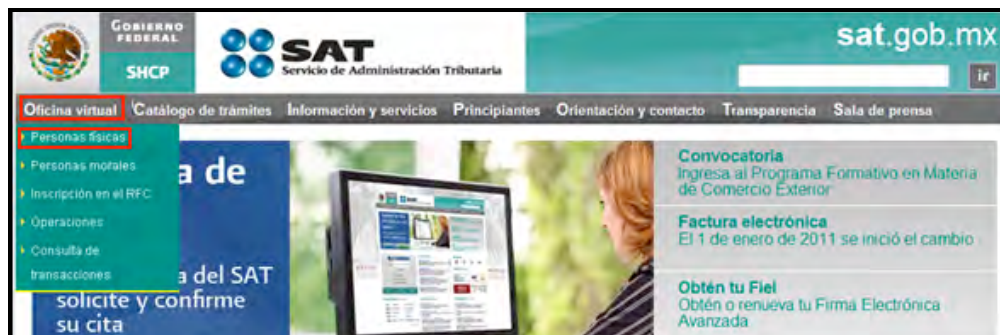 GOBIERNO
FEDERAL
SHCP
SAT
Servicio de Administración Tributaria
sat.gob.mx
ir
Oficina virtual Catálogo de trámites Información y servicios Principiantes Orientación y contacto Transparencia Sala de prensa
Personas físicas
Personas morales
Inscripción en el RFC
Operaciones
Consulta de
transacciones
a de
a del SAT
solicite y confirme
su cita
Convocatoria
Ingresa al Programa Formativo en Materia
de Comercio Exterior
Factura electrónica
El 1 de enero de 2011 se inició el cambio
Obtén tu Fiel
Obtén o renueva tu Firma Electrónica
Avanzada